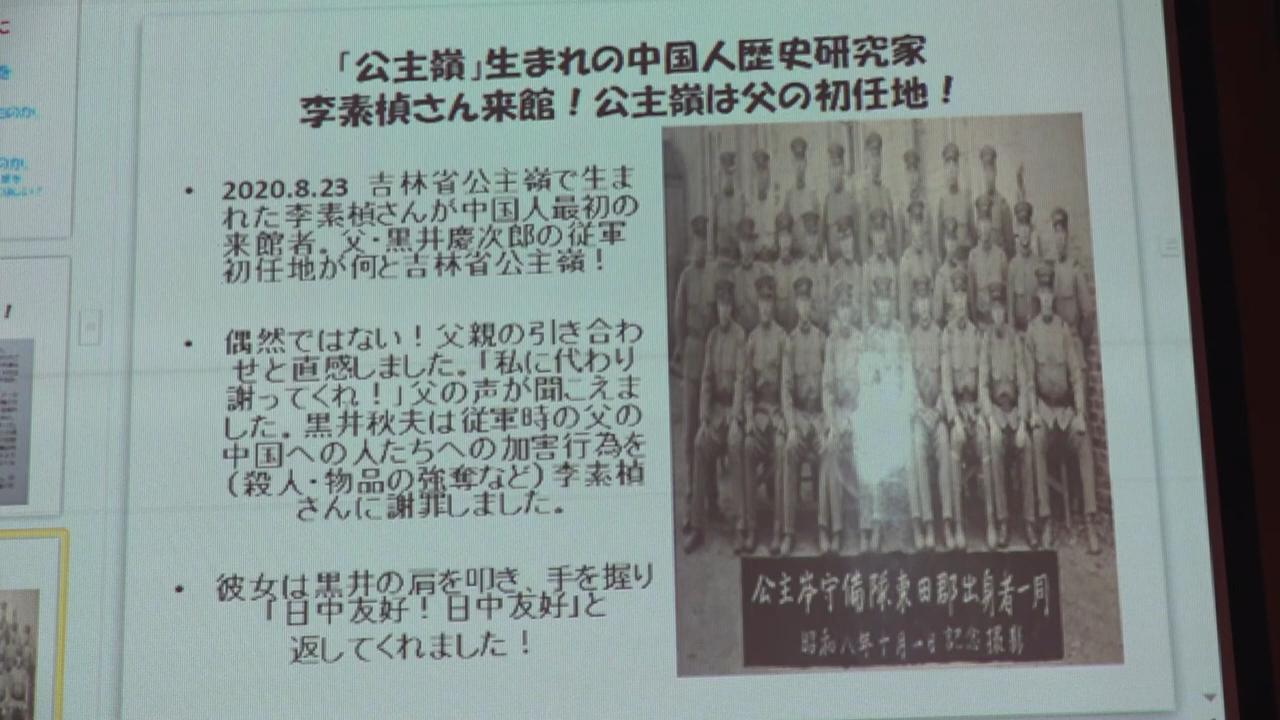 「公主嶺」生まれの中国人歴史研究家
李素楨さん来館！公主嶺は父の初任地！
• 2020.8.23 吉林省公主嶺で生ま
れた李素楨さんが中国人最初の
来館者。父・黒井慶次郎の従軍
初任地が何と吉林省公主嶺！
• 偶然ではない！父親の引き合わ
せと直感しました。「私に代わり
謝ってくれ！」父の声が聞こえま
した。黒井秋夫は従軍時の父の
中国への人たちへの加害行為を
（殺人・物品の強奪など）李素楨
さんに謝罪しました。
• 彼女は黒井の肩を叩き、手を握り
「日中友好！日中友好」と
返してくれました！
公主岺守備隊東田郡出身者一同
昭和八年十月一日記念撮影